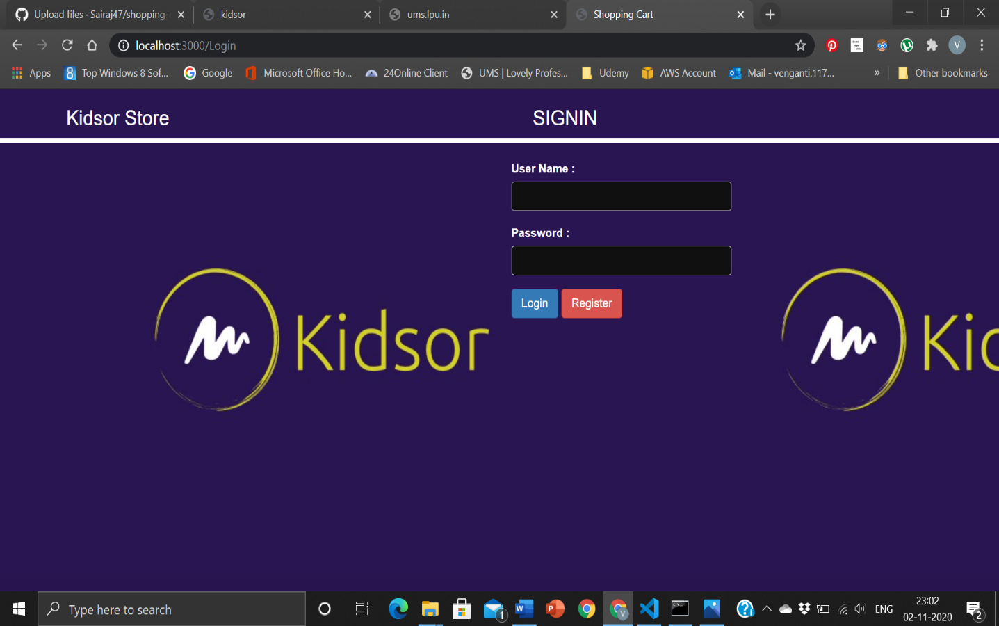 Upload files · Sairaj47/shopping-
kidsor
ums.lpu.in
Shopping Cart
localhost:3000/Login
V
Apps
Top Windows 8 Sof...
Google
Microsoft Office Ho...
24Online Client
UMS | Lovely Profes...
Udemy
AWS Account
Mail - venganti.117...
»
Other bookmarks
Kidsor Store
SIGNIN
User Name :
Password :
Login
Register
Kidsor
Kid
Type here to search
1
ENG
23:02
02-11-2020
2